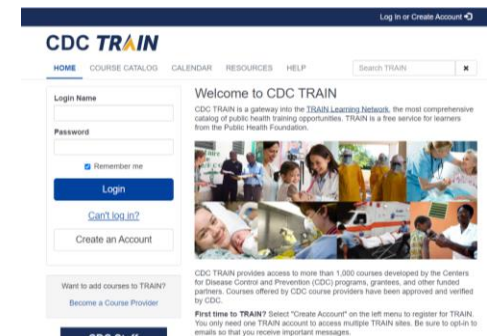 Log In or Create Account
CDC TRAIN
HOME COURSE CATALOG CALENDAR RESOURCES HELP Search TRAIN
Login Name
Password
Remember me
Login
Can't log in?
Create an Account
Want to add courses to TRAIN?
Become a Course Provider
CDC Staff
Welcome to CDC TRAIN
CDC TRAIN is a gateway into the TRAIN Learning Network, the most comprehensive
catalog of public health training opportunities. TRAIN is a free service for learners
from the Public Health Foundation.
CDC TRAIN provides access to more than 1,000 courses developed by the Centers
for Disease Control and Prevention (CDC) programs, grantees, and other funded
partners. Courses offered by CDC course providers have been approved and verified
by CDC.
First time to TRAIN? Select "Create Account" on the left menu to register for TRAIN.
You only need one TRAIN account to access multiple TRAIN sites. Be sure to opt-in to
emails so that you receive important messages.